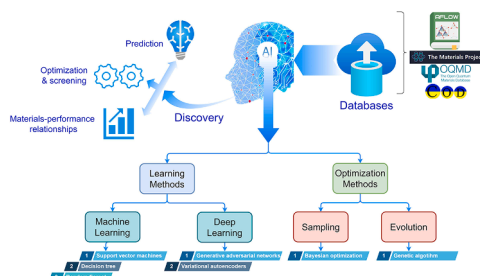 Prediction
Optimization
& screening
Materials-performance
relationships
Discovery
AI
Databases
AFLOW
The Materials Project
OQMD
COD
Learning
Methods
Optimization
Methods
Machine
Learning
Deep
Learning
Sampling
Evolution
1 Support vector machines
2 Decision tree
1 Generative adversarial networks
2 Variational autoencoders
1 Bayesian optimization
1 Genetic algorithm